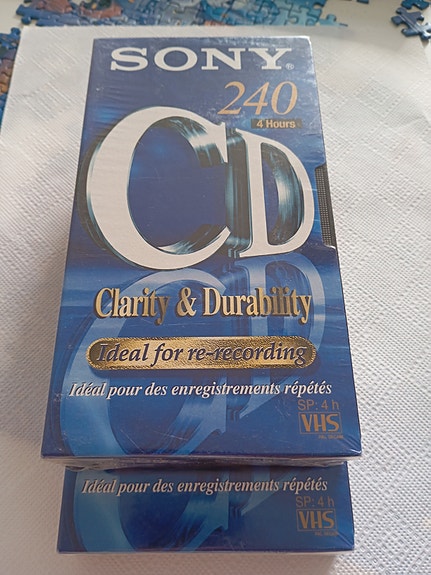 SONY
240
4 Hours
CD
Clarity & Durability
Ideal for re-recording
Idéal pour des enregistrements répétés
SP: 4 h
VHS
Idéal pour des enregistrements répétés
SP: 4 h
VHS